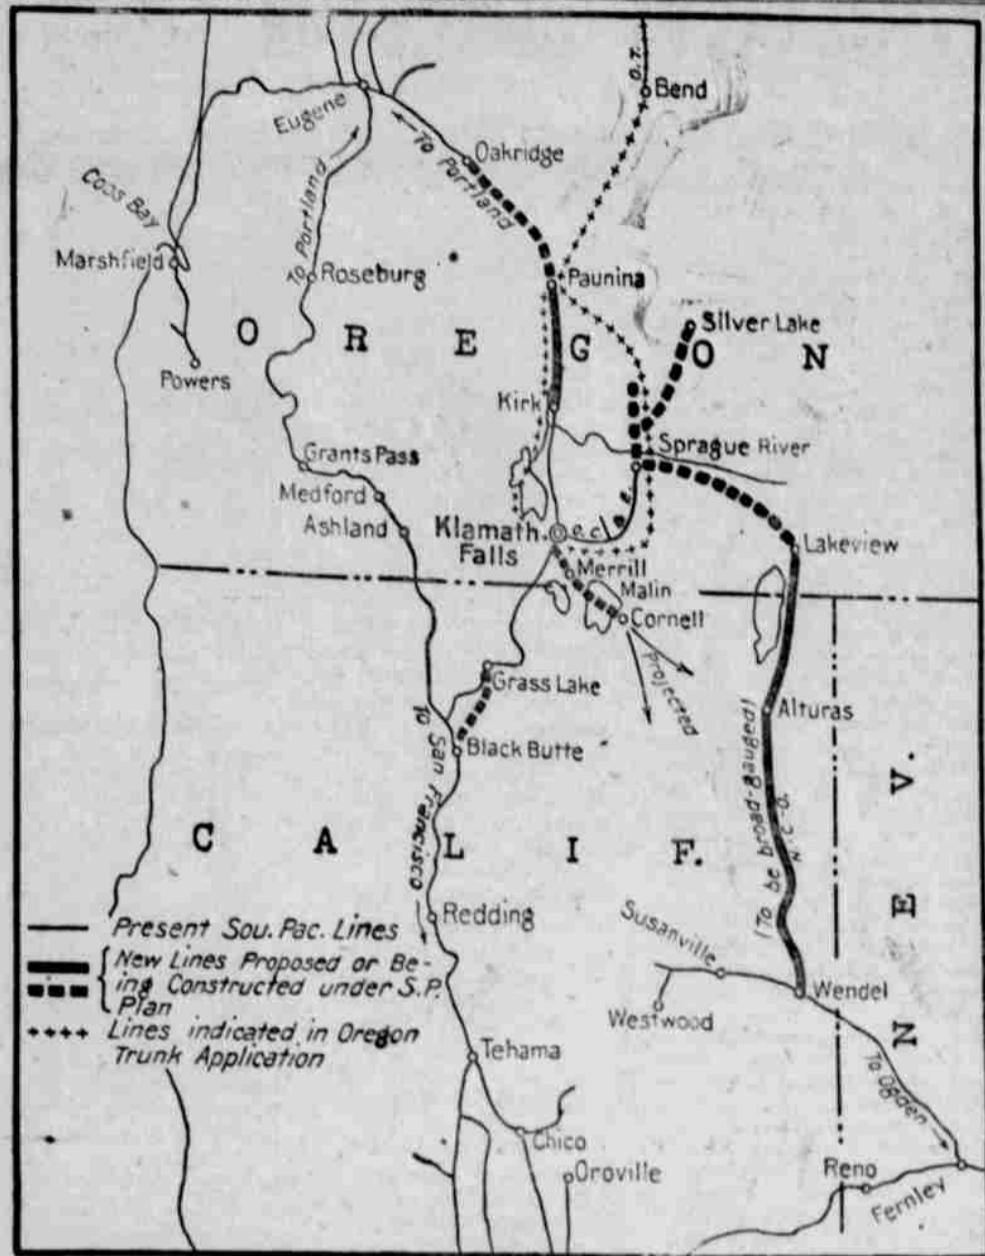 O.T.
Bend
Eugene
To Portland
Oakridge
Coos Bay
To Portland
Marshfield
Roseburg
Paunina
Silver Lake
O R E G O N
Powers
Kirk
Sprague River
Grants Pass
Medford
Ashland
Klamath
Falls
O.C. & E.
Lakeview
Merrill
Malin
Cornell
Projected
Grass Lake
Alturas
To San Francisco
Black Butte
(To be broad-gauged)
N.-C.-O.
C A L I F.
N E V.
Redding
Susanville
Present Sou. Pac. Lines
New Lines Proposed or Be-
ing Constructed under S.P.
Plan
Westwood
Wendel
Lines indicated in Oregon
Trunk Application
Tehama
To Ogden
Chico
Oroville
Reno
Fernley